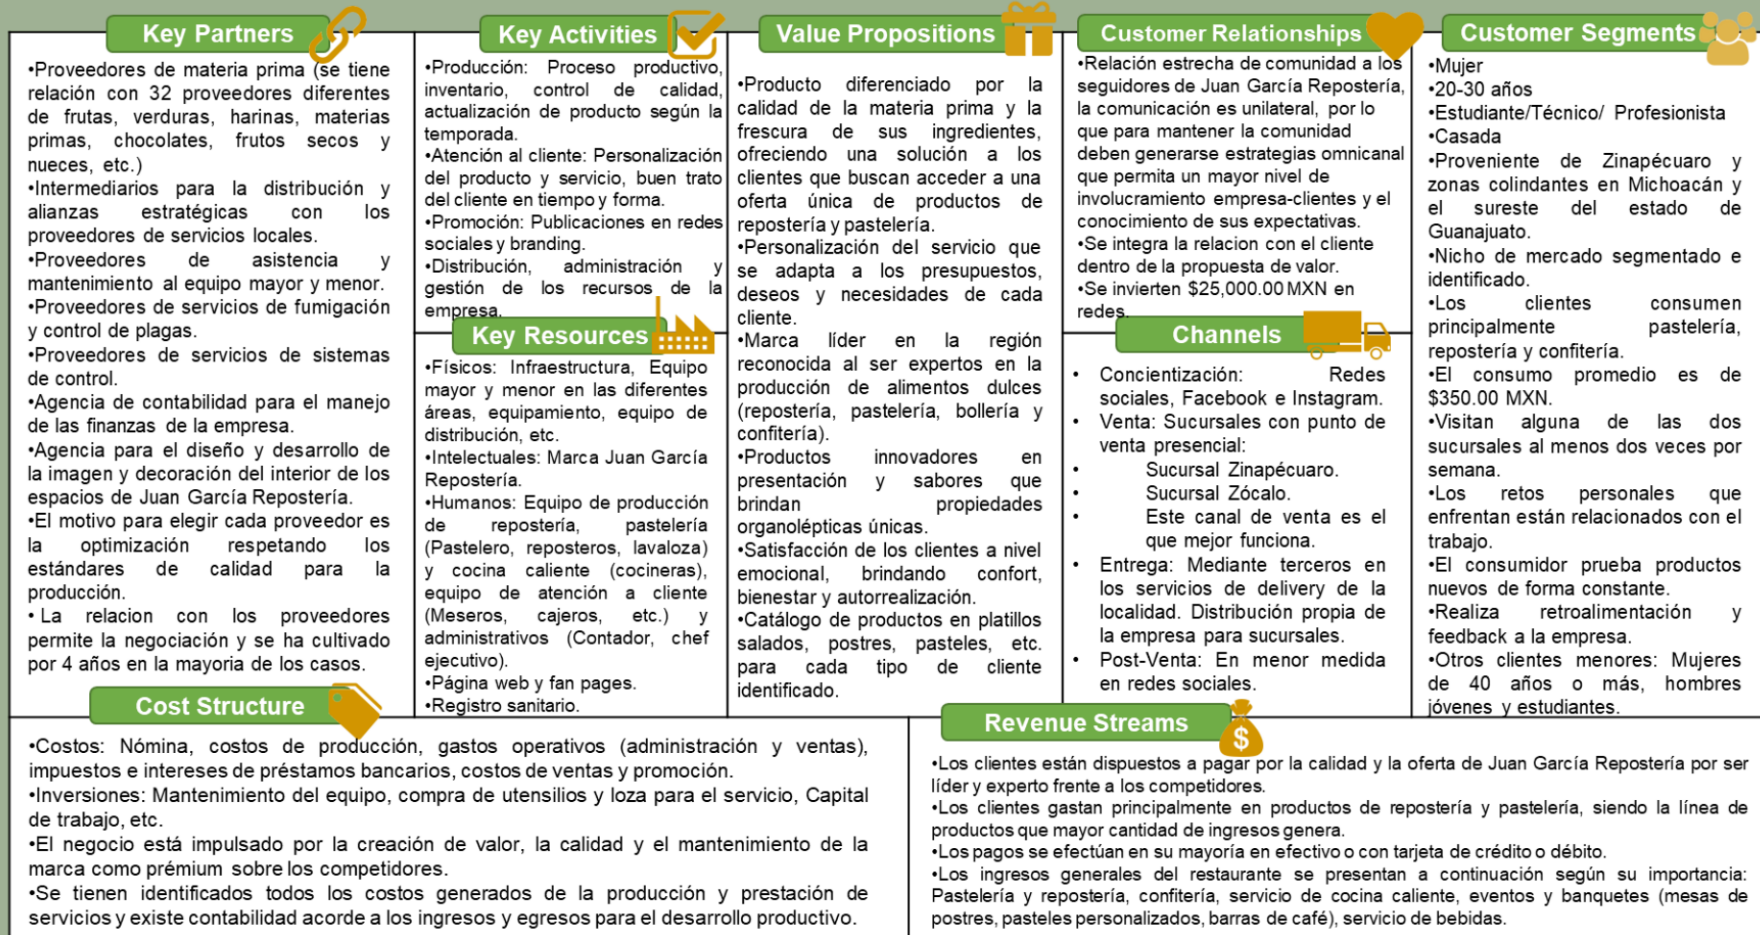 Key Partners
•Proveedores de materia prima (se tiene
relación con 32 proveedores diferentes
de frutas, verduras, harinas, materias
primas, chocolates, frutos secos y
nueces, etc.)
•Intermediarios para la distribución y
alianzas estratégicas con los
proveedores de servicios locales.
•Proveedores de asistencia y
mantenimiento al equipo mayor y menor.
•Proveedores de servicios de fumigación
y control de plagas.
•Proveedores de servicios de sistemas
de control.
•Agencia de contabilidad para el manejo
de las finanzas de la empresa.
•Agencia para el diseño y desarrollo de
la imagen y decoración del interior de los
espacios de Juan García Repostería.
•El motivo para elegir cada proveedor es
la optimización respetando los
estándares de calidad para la
producción.
• La relacion con los proveedores
permite la negociación y se ha cultivado
por 4 años en la mayoria de los casos.
Key Activities
•Producción: Proceso productivo,
inventario, control de calidad,
actualización de producto según la
temporada.
•Atención al cliente: Personalización
del producto y servicio, buen trato
del cliente en tiempo y forma.
•Promoción: Publicaciones en redes
sociales y branding.
•Distribución, administración y
gestión de los recursos de la
empresa.
Key Resources
•Físicos: Infraestructura, Equipo
mayor y menor en las diferentes
áreas, equipamiento, equipo de
distribución, etc.
•Intelectuales: Marca Juan García
Repostería.
•Humanos: Equipo de producción
de repostería, pastelería
(Pastelero, reposteros, lavaloza)
y cocina caliente (cocineras),
equipo de atención a cliente
(Meseros, cajeros, etc.) y
administrativos (Contador, chef
ejecutivo).
•Página web y fan pages.
•Registro sanitario.
Value Propositions
•Producto diferenciado por la
calidad de la materia prima y la
frescura de sus ingredientes,
ofreciendo una solución a los
clientes que buscan acceder a una
oferta única de productos de
repostería y pastelería.
•Personalización del servicio que
se adapta a los presupuestos,
deseos y necesidades de cada
cliente.
•Marca líder en la región
reconocida al ser expertos en la
producción de alimentos dulces
(repostería, pastelería, bollería y
confitería).
•Productos innovadores en
presentación y sabores que
brindan propiedades
organolépticas únicas.
•Satisfacción de los clientes a nivel
emocional, brindando confort,
bienestar y autorrealización.
•Catálogo de productos en platillos
salados, postres, pasteles, etc.
para cada tipo de cliente
identificado.
Customer Relationships
•Relación estrecha de comunidad a los
seguidores de Juan García Repostería,
la comunicación es unilateral, por lo
que para mantener la comunidad
deben generarse estrategias omnicanal
que permita un mayor nivel de
involucramiento empresa-clientes y el
conocimiento de sus expectativas.
•Se integra la relacion con el cliente
dentro de la propuesta de valor.
•Se invierten $25,000.00 MXN en
redes.
Channels
• Concientización: Redes
sociales, Facebook e Instagram.
• Venta: Sucursales con punto de
venta presencial:
• Sucursal Zinapécuaro.
• Sucursal Zócalo.
• Este canal de venta es el
que mejor funciona.
• Entrega: Mediante terceros en
los servicios de delivery de la
localidad. Distribución propia de
la empresa para sucursales.
• Post-Venta: En menor medida
en redes sociales.
Customer Segments
•Mujer
•20-30 años
•Estudiante/Técnico/ Profesionista
•Casada
•Proveniente de Zinapécuaro y
zonas colindantes en Michoacán y
el sureste del estado de
Guanajuato.
•Nicho de mercado segmentado e
identificado.
•Los clientes consumen
principalmente pastelería,
repostería y confitería.
•El consumo promedio es de
$350.00 MXN.
•Visitan alguna de las dos
sucursales al menos dos veces por
semana.
•Los retos personales que
enfrentan están relacionados con el
trabajo.
•El consumidor prueba productos
nuevos de forma constante.
•Realiza retroalimentación y
feedback a la empresa.
•Otros clientes menores: Mujeres
de 40 años o más, hombres
jóvenes y estudiantes.
Cost Structure
•Costos: Nómina, costos de producción, gastos operativos (administración y ventas),
impuestos e intereses de préstamos bancarios, costos de ventas y promoción.
•Inversiones: Mantenimiento del equipo, compra de utensilios y loza para el servicio, Capital
de trabajo, etc.
•El negocio está impulsado por la creación de valor, la calidad y el mantenimiento de la
marca como prémium sobre los competidores.
•Se tienen identificados todos los costos generados de la producción y prestación de
servicios y existe contabilidad acorde a los ingresos y egresos para el desarrollo productivo.
Revenue Streams
$
•Los clientes están dispuestos a pagar por la calidad y la oferta de Juan García Repostería por ser
líder y experto frente a los competidores.
•Los clientes gastan principalmente en productos de repostería y pastelería, siendo la línea de
productos que mayor cantidad de ingresos genera.
•Los pagos se efectúan en su mayoría en efectivo o con tarjeta de crédito o débito.
•Los ingresos generales del restaurante se presentan a continuación según su importancia:
Pastelería y repostería, confitería, servicio de cocina caliente, eventos y banquetes (mesas de
postres, pasteles personalizados, barras de café), servicio de bebidas.